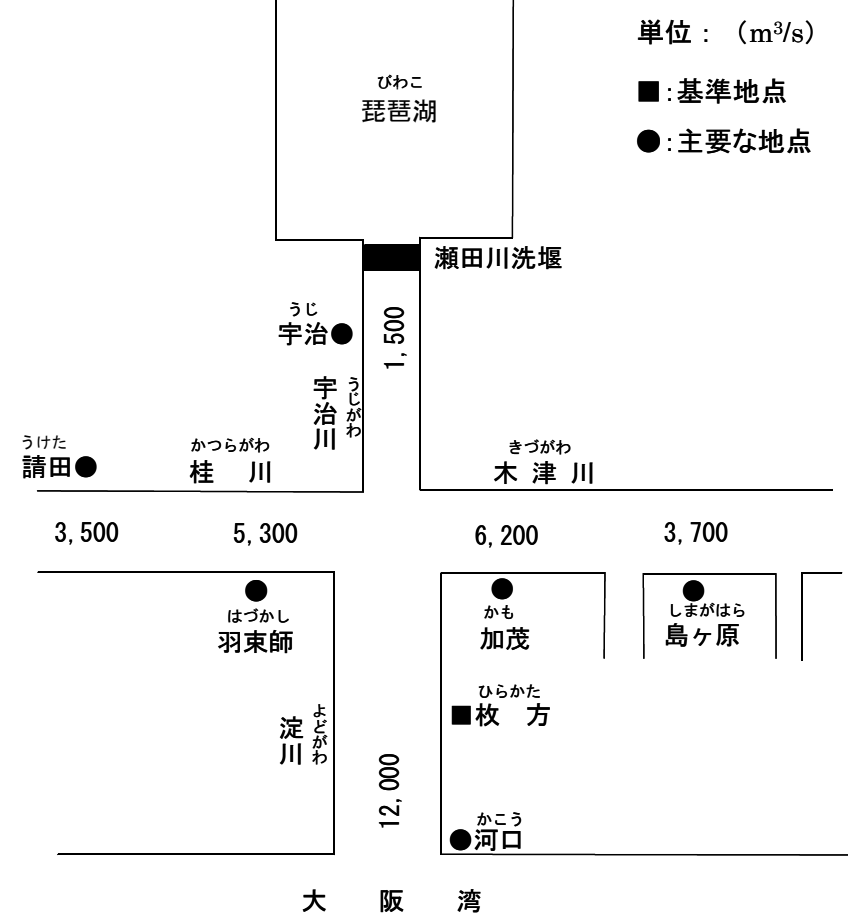 単位：（m³/s）
■：基準地点
●：主要な地点
びわこ
琵琶湖
瀬田川洗堰
うじ
宇治●
1,500
宇治川
うじがわ
うけた
請田●
かつらがわ
桂 川
きづがわ
木津川
3,500
5,300
6,200
3,700
はづかし
羽束師
かも
加茂
しまがはら
島ヶ原
ひらかた
■枚 方
淀川
よどがわ
12,000
かこう
●河口
大 阪 湾